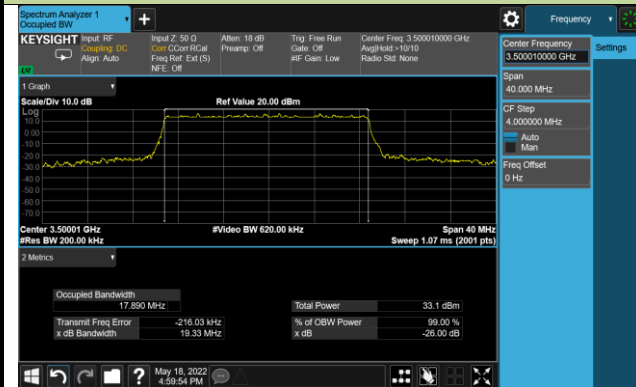 Spectrum Analyzer 1
Occupied BW
Frequency
KEYSIGHT
Input: RF
Coupling: DC
Align: Auto
Input Z: 50 Ω
Corr CCorr RCal
Freq Ref: Ext (S)
NFE: Off
Atten: 18 dB
Preamp: Off
Trig: Free Run
Gate: Off
#IF Gain: Low
Center Freq: 3.500010000 GHz
Avg|Hold:>10/10
Radio Std: None
Center Frequency
3.500010000 GHz
Settings
Span
40.000 MHz
CF Step
4.000000 MHz
Auto
Man
Freq Offset
0 Hz
1 Graph
Scale/Div 10.0 dB
Ref Value 20.00 dBm
Log
10.0
0.00
-10.0
-20.0
-30.0
-40.0
-50.0
-60.0
-70.0
Center 3.50001 GHz
#Video BW 620.00 kHz
Span 40 MHz
#Res BW 200.00 kHz
Sweep 1.07 ms (2001 pts)
2 Metrics
Occupied Bandwidth
17.890 MHz
Total Power
33.1 dBm
Transmit Freq Error
-216.03 kHz
% of OBW Power
99.00 %
x dB Bandwidth
19.33 MHz
x dB
-26.00 dB
?
May 18, 2022
4:59:54 PM